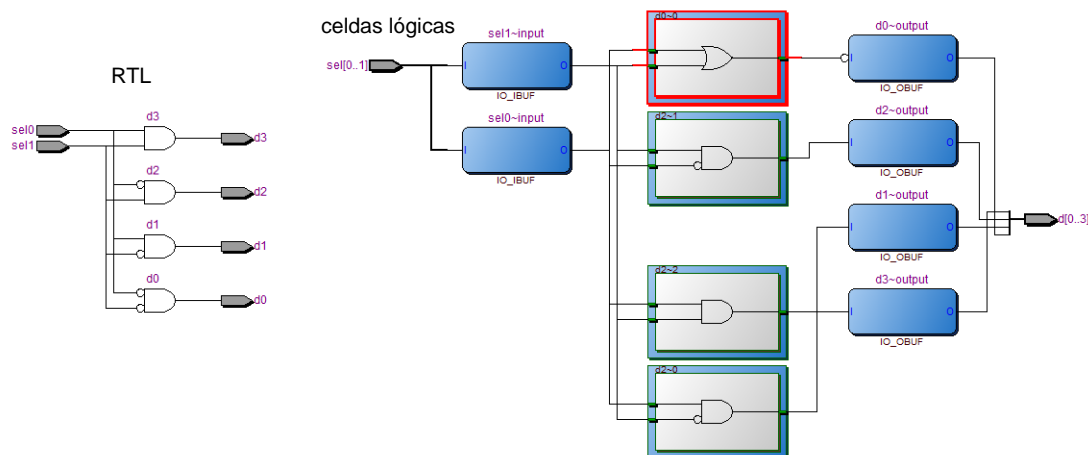 celdas lógicas
RTL
sel0
sel1
d3
d3
d2
d2
d1
d1
d0
d0
sel[0..1]
sel1~input
I
O
IO_IBUF
sel0~input
I
O
IO_IBUF
d0~0
d2~1
d2~2
d2~0
d0~output
I
O
IO_OBUF
d2~output
I
O
IO_OBUF
d1~output
I
O
IO_OBUF
d3~output
I
O
IO_OBUF
d[0..3]